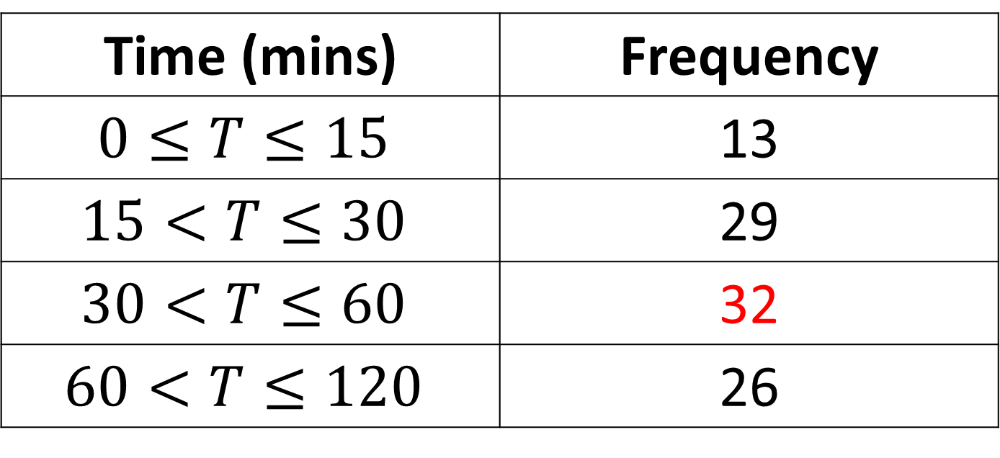 Time (mins) Frequency
0 ≤ T ≤ 15 13
15 < T ≤ 30 29
30 < T ≤ 60 32
60 < T ≤ 120 26